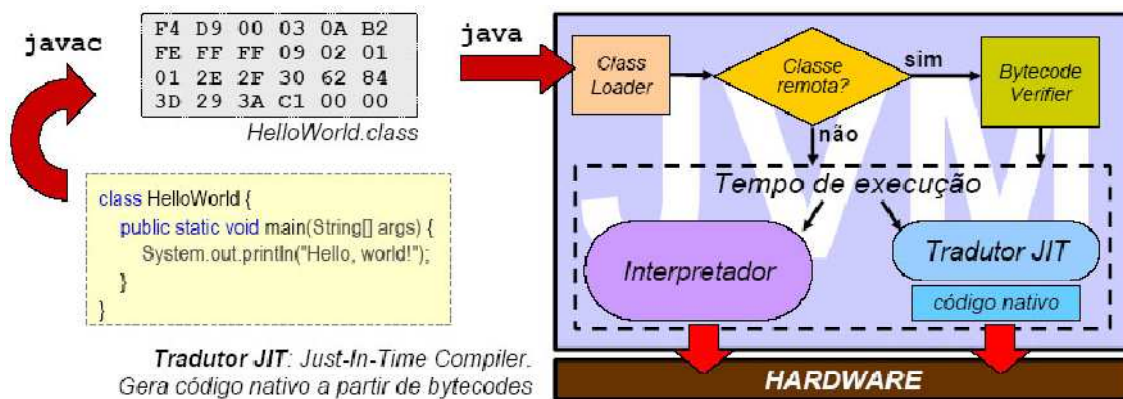 javac
F4 D9 00 03 0A B2
FE FF FF 09 02 01
01 2E 2F 30 62 84
3D 29 3A C1 00 00
HelloWorld.class
class HelloWorld {
public static void main(String[] args) {
System.out.println("Hello, world!");
}
}
Tradutor JIT: Just-In-Time Compiler.
Gera código nativo a partir de bytecodes
java
JVM
Class
Loader
Classe
remota?
sim
não
Bytecode
Verifier
Tempo de execução
Interpretador
Tradutor JIT
código nativo
HARDWARE